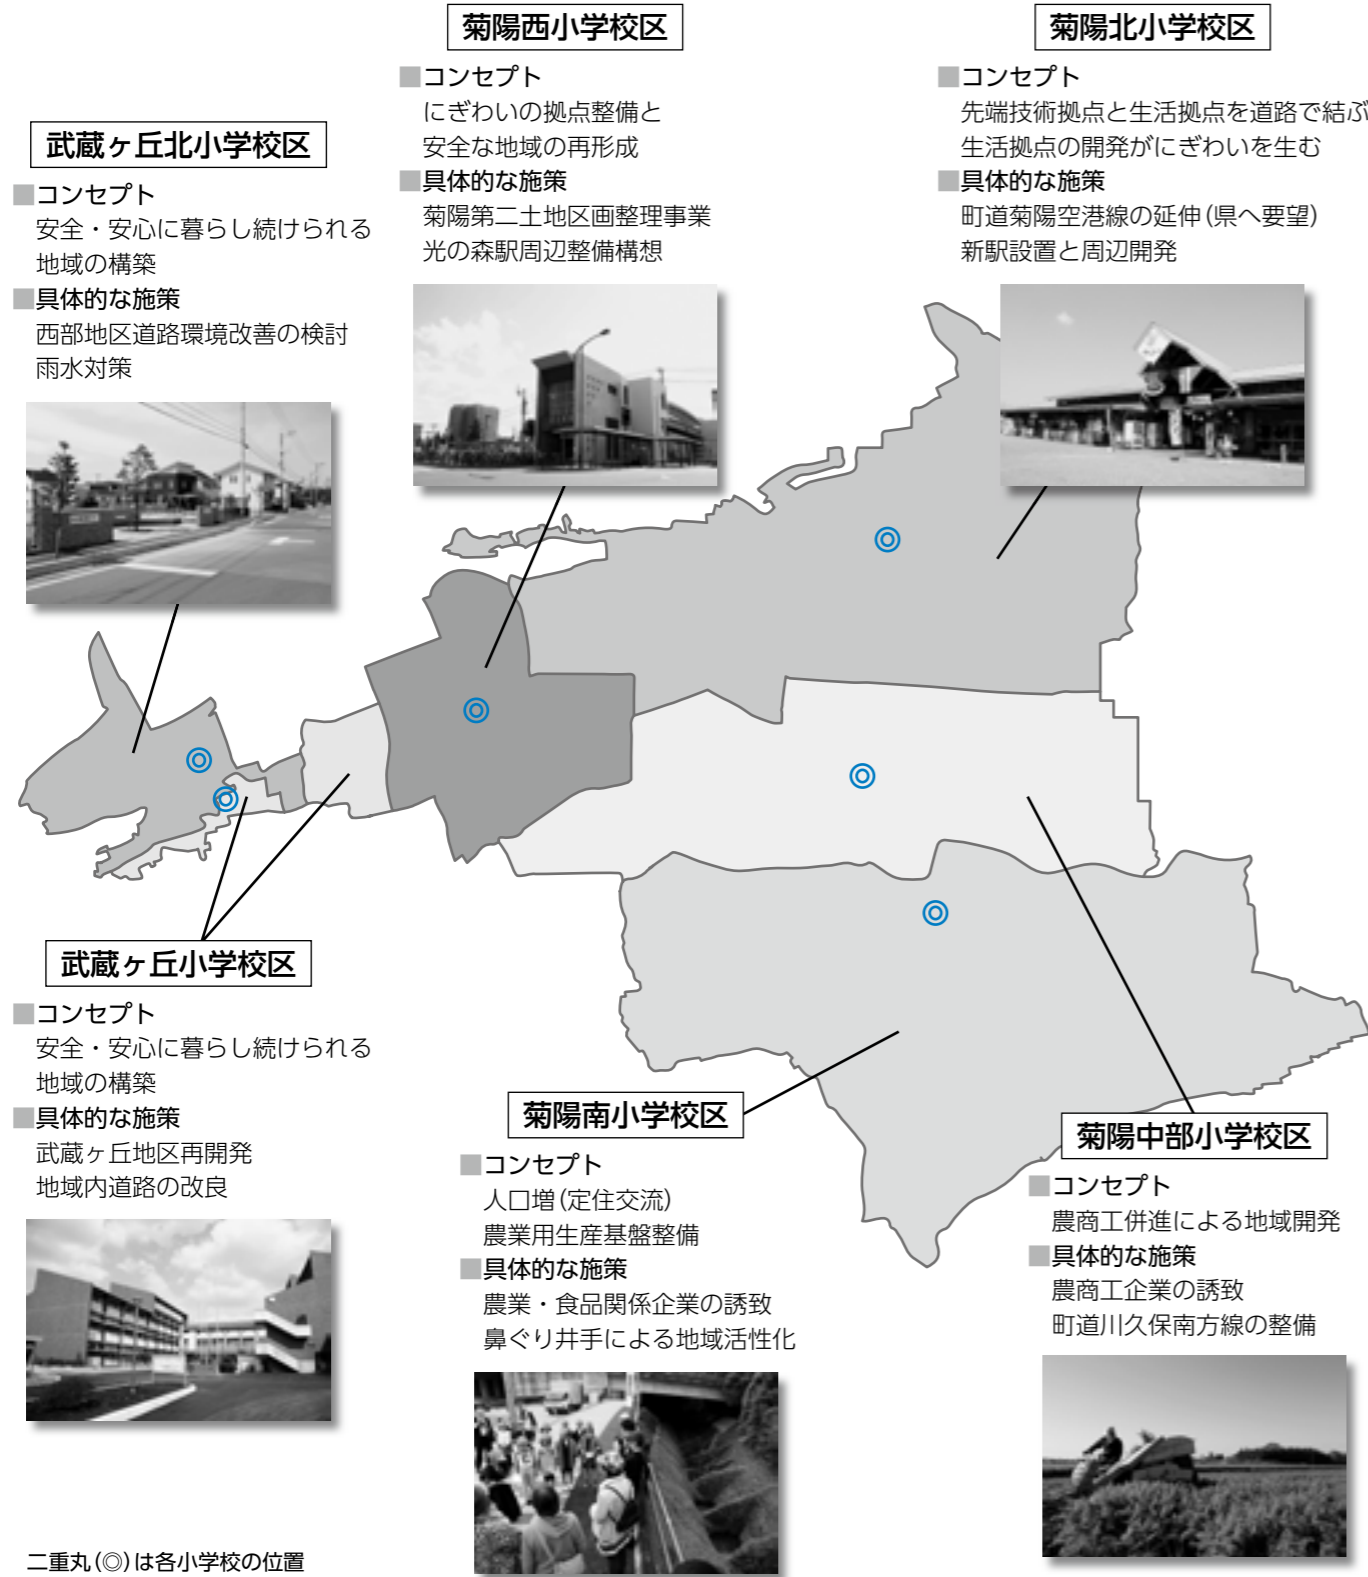 武蔵ヶ丘北小学校区
■コンセプト
安全・安心に暮らし続けられる
地域の構築
■具体的な施策
西部地区道路環境改善の検討
雨水対策
菊陽西小学校区
■コンセプト
にぎわいの拠点整備と
安全な地域の再形成
■具体的な施策
菊陽第二土地区画整理事業
光の森駅周辺整備構想
菊陽北小学校区
■コンセプト
先端技術拠点と生活拠点を道路で結ぶ
生活拠点の開発がにぎわいを生む
■具体的な施策
町道菊陽空港線の延伸(県へ要望)
新駅設置と周辺開発
武蔵ヶ丘小学校区
■コンセプト
安全・安心に暮らし続けられる
地域の構築
■具体的な施策
武蔵ヶ丘地区再開発
地域内道路の改良
菊陽南小学校区
■コンセプト
人口増(定住交流)
農業用生産基盤整備
■具体的な施策
農業・食品関係企業の誘致
鼻ぐり井手による地域活性化
菊陽中部小学校区
■コンセプト
農商工併進による地域開発
■具体的な施策
農商工企業の誘致
町道川久保南方線の整備
二重丸(◎)は各小学校の位置